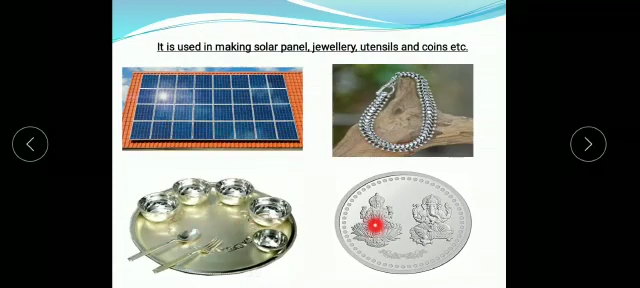 It is used in making solar panel, jewellery, utensils and coins etc.